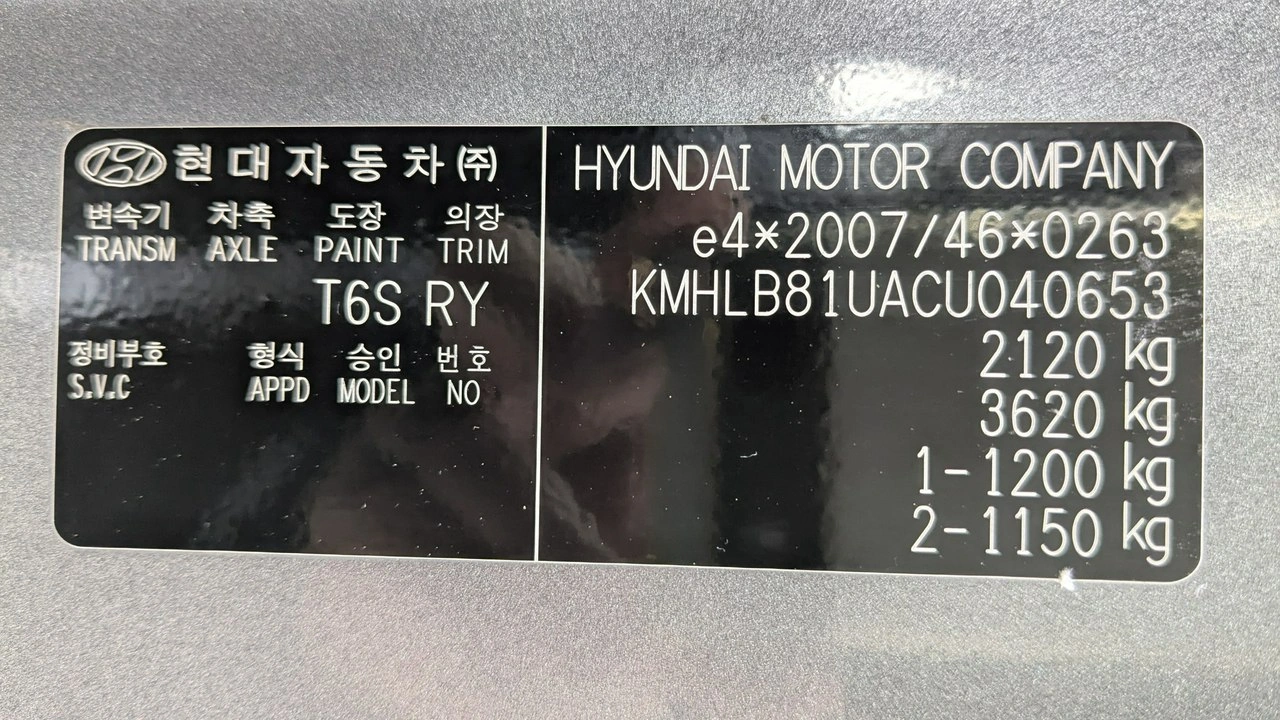 현대자동차 ㈜
변속기 차축 도장 의장
TRANSM AXLE PAINT TRIM
T6S RY
정비부호 형식 승인 번호
S.V.C APPD MODEL NO
HYUNDAI MOTOR COMPANY
e4*2007/46*0263
KMHLB81UACU040653
2120 kg
3620 kg
1-1200 kg
2-1150 kg